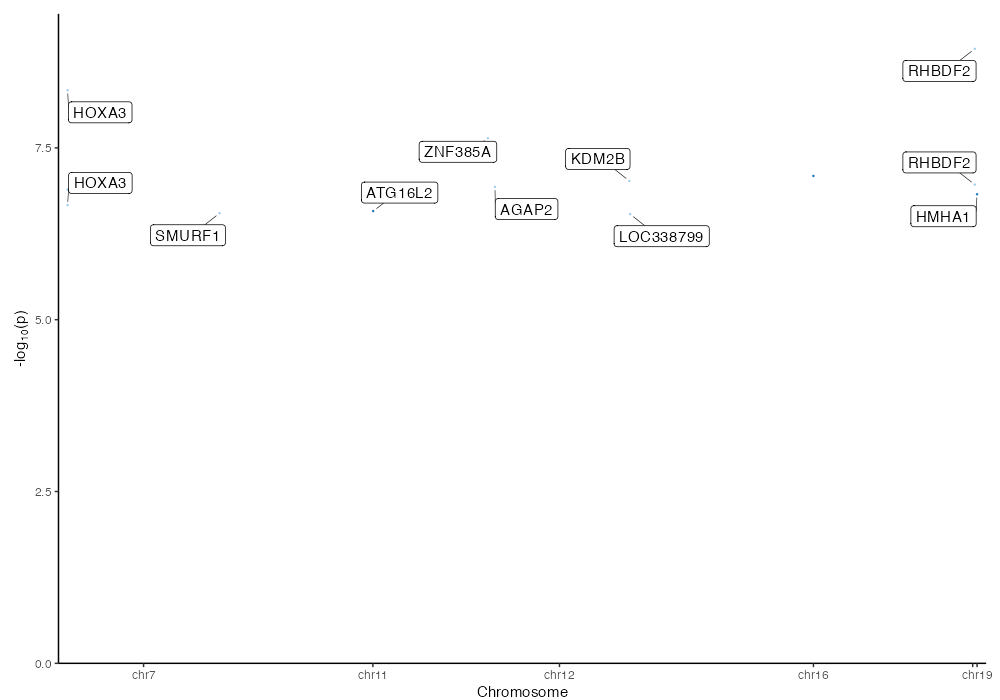 RHBDF2
HOXA3
7.5
ZNF385A
KDM2B
RHBDF2
HOXA3
ATG16L2
AGAP2
HMHA1
SMURF1
LOC338799
5.0
-log10(p)
2.5
0.0
chr7
chr11
chr12
chr16
chr19
Chromosome